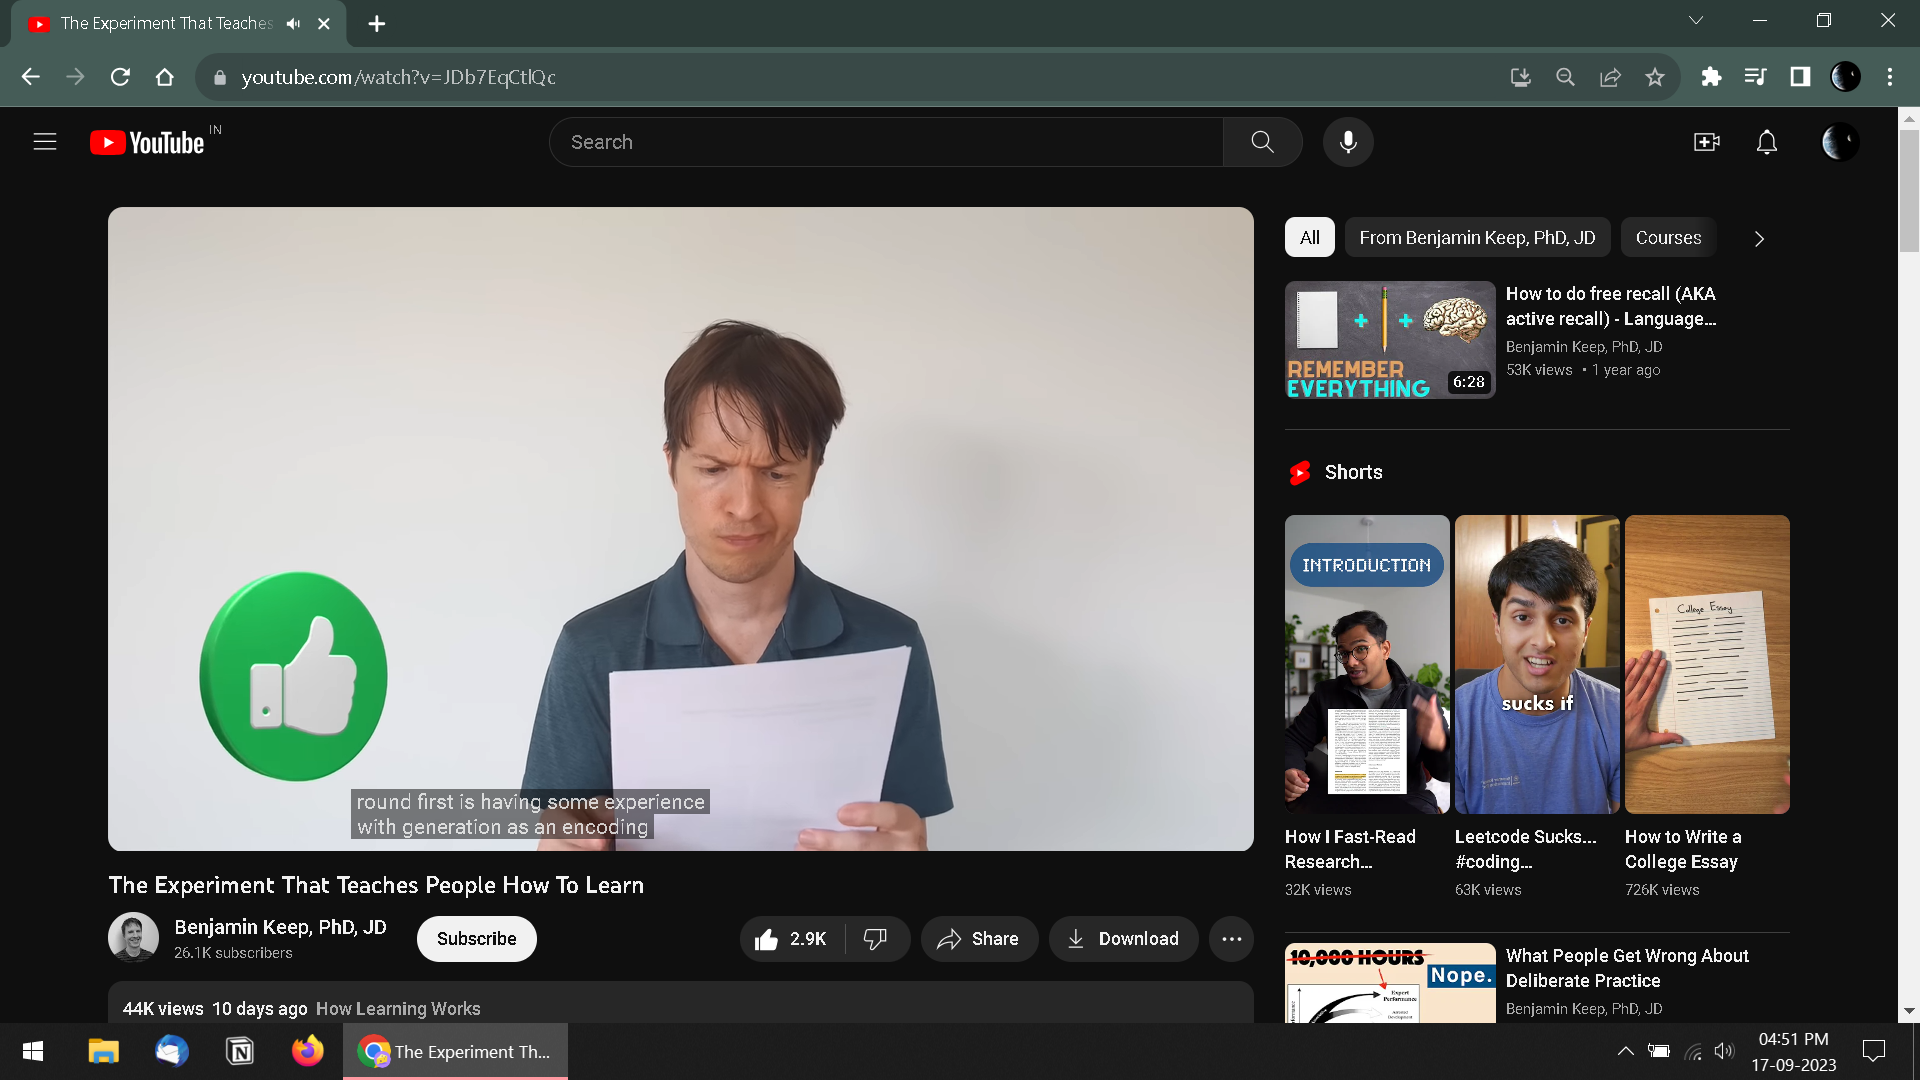 The Experiment That Teaches
youtube.com/watch?v=JDb7EqCtlQc
YouTube IN
Search
All
From Benjamin Keep, PhD, JD
Courses
REMEMBER
EVERYTHING
6:28
How to do free recall (AKA
active recall) - Language...
Benjamin Keep, PhD, JD
53K views • 1 year ago
Shorts
INTRODUCTION
sucks if
College Essay
How I Fast-Read
Research...
32K views
Leetcode Sucks...
#coding...
63K views
How to Write a
College Essay
726K views
round first is having some experience
with generation as an encoding
The Experiment That Teaches People How To Learn
Benjamin Keep, PhD, JD
26.1K subscribers
Subscribe
2.9K
Share
Download
44K views 10 days ago How Learning Works
10,000 HOURS
Nope.
Expert
Performance
What People Get Wrong About
Deliberate Practice
Benjamin Keep, PhD, JD
The Experiment Th...
04:51 PM
17-09-2023